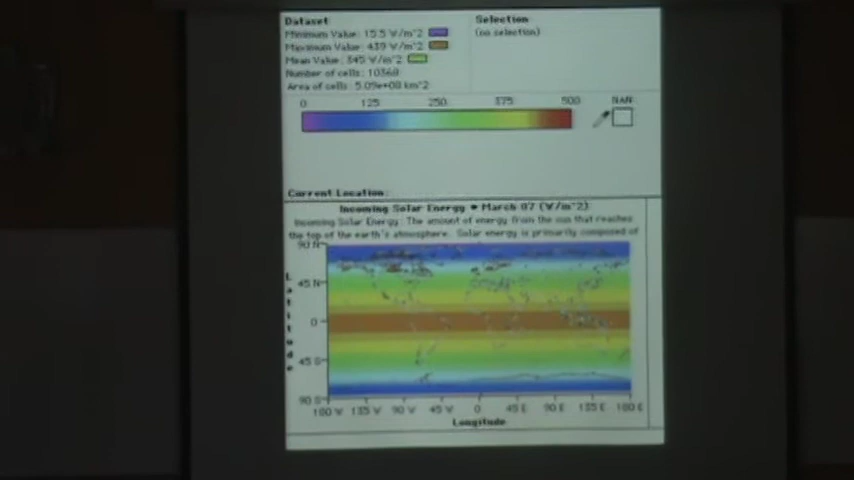 Dataset
Minimum Value: 15.5 W/m^2
Maximum Value: 439 W/m^2
Mean Value: 345 W/m^2
Number of cells: 10368
Area of cells: 5.09e+08 km^2
Selection
(no selection)
0 125 250 375 500
NAN
Current Location:
Incoming Solar Energy • March 87 (W/m^2)
Incoming Solar Energy: The amount of energy from the sun that reaches
the top of the earth's atmosphere. Solar energy is primarily composed of
90 N
45 N
0
45 S
90 S
Latitude
180 W 135 W 90 W 45 W 0 45 E 90 E 135 E 180 E
Longitude